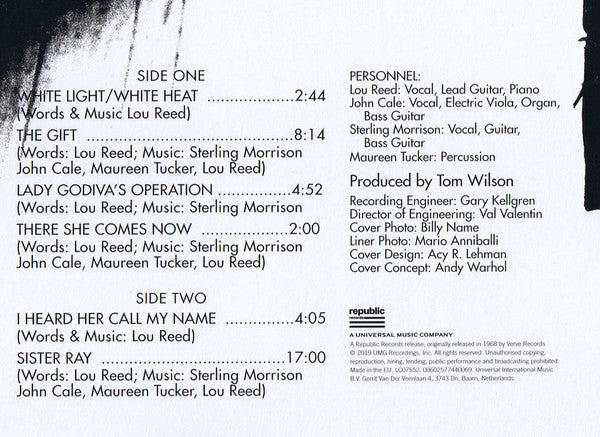 SIDE ONE
WHITE LIGHT/WHITE HEAT ....................2:44
(Words & Music Lou Reed)
THE GIFT .............................................8:14
(Words: Lou Reed; Music: Sterling Morrison
John Cale, Maureen Tucker, Lou Reed)
LADY GODIVA'S OPERATION ..................4:52
(Words: Lou Reed; Music: Sterling Morrison
THERE SHE COMES NOW .....................2:00
(Words: Lou Reed; Music: Sterling Morrison
John Cale, Maureen Tucker, Lou Reed)
SIDE TWO
I HEARD HER CALL MY NAME ................4:05
(Words & Music: Lou Reed)
SISTER RAY .........................................17:00
(Words: Lou Reed; Music: Sterling Morrison
John Cale, Maureen Tucker, Lou Reed)
PERSONNEL:
Lou Reed: Vocal, Lead Guitar, Piano
John Cale: Vocal, Electric Viola, Organ,
Bass Guitar
Sterling Morrison: Vocal, Guitar,
Bass Guitar
Maureen Tucker: Percussion
Produced by Tom Wilson
Recording Engineer: Gary Kellgren
Director of Engineering: Val Valentin
Cover Photo: Billy Name
Liner Photo: Mario Anniballi
Cover Design: Acy R. Lehman
Cover Concept: Andy Warhol
republic
records
A UNIVERSAL MUSIC COMPANY
A Republic Records release; originally released in 1968 by Verve Records
© 2019 UMG Recordings, Inc. All rights reserved. Unauthorised copying,
reproduction, hiring, lending, public performance and broadcasting prohibited.
Made in the EU. LC07552. 00602577440069. Universal International Music
B.V. Gerrit Van Der Veenlaan 4, 3743 Dn, Baarn, Netherlands